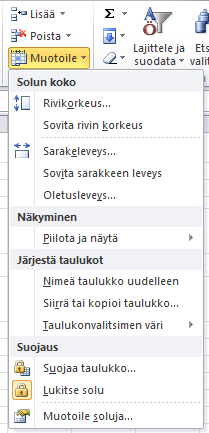 Lisää
Poista
Muotoile
Lajittele ja
suodata
Ets
valit
Solun koko
Rivikorkeus...
Sovita rivin korkeus
Sarakeleveys...
Sovita sarakkeen leveys
Oletusleveys...
Näkyminen
Piilota ja näytä
Järjestä taulukot
Nimeä taulukko uudelleen
Siirrä tai kopioi taulukko...
Taulukonvalitsimen väri
Suojaus
Suojaa taulukko...
Lukitse solu
Muotoile soluja...